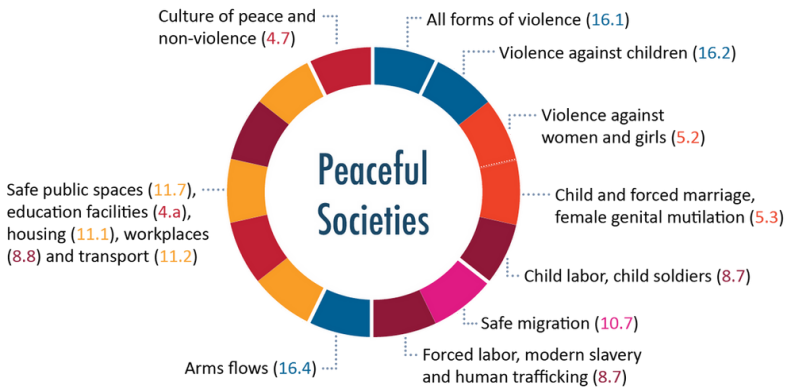 Culture of peace and
non-violence (4.7)
All forms of violence (16.1)
Violence against children (16.2)
Violence against
women and girls (5.2)
Child and forced marriage,
female genital mutilation (5.3)
Child labor, child soldiers (8.7)
Safe migration (10.7)
Forced labor, modern slavery
and human trafficking (8.7)
Arms flows (16.4)
Safe public spaces (11.7),
education facilities (4.a),
housing (11.1), workplaces
(8.8) and transport (11.2)
Peaceful
Societies